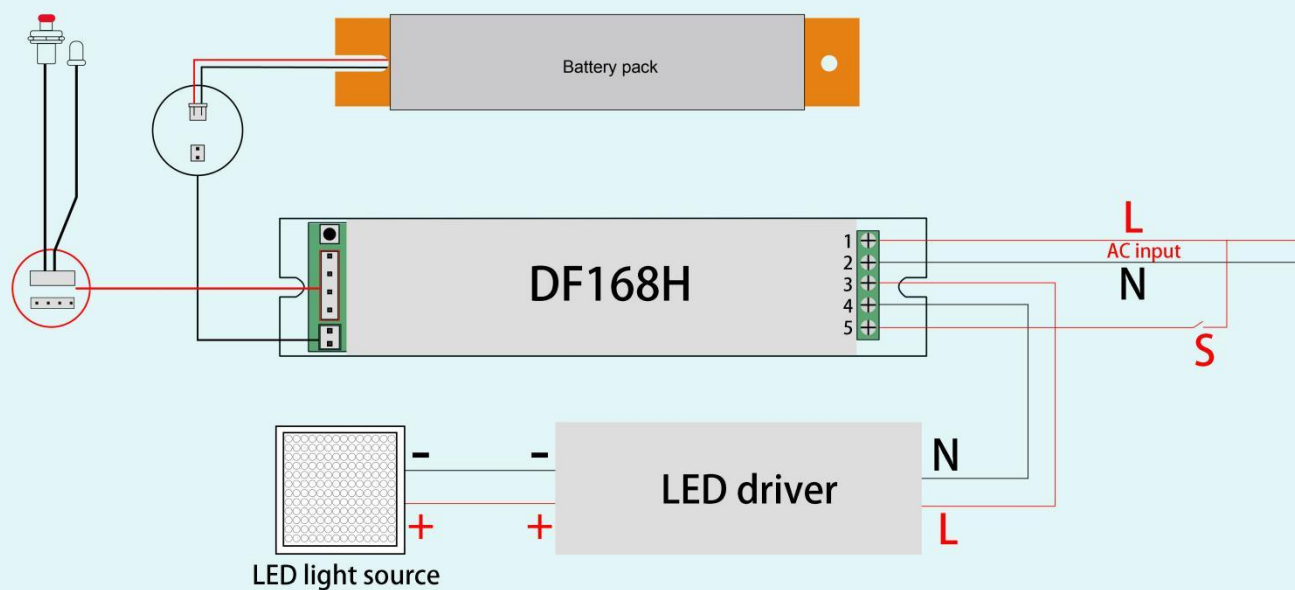 Battery pack
L
AC input
N
DF168H
1
2
3
4
5
S
-
-
N
LED driver
+
+
L
LED light source